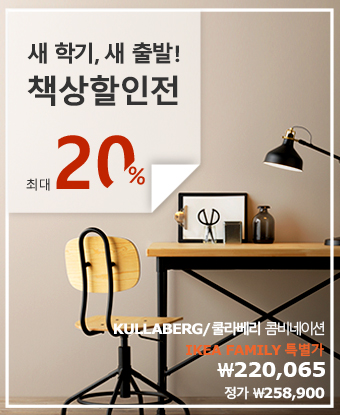 새 학기, 새 출발!
책상할인전
최대 20%
KULLABERG/쿨라베리 콤비네이션
IKEA FAMILY 특별가
₩220,065
정가 ₩258,900